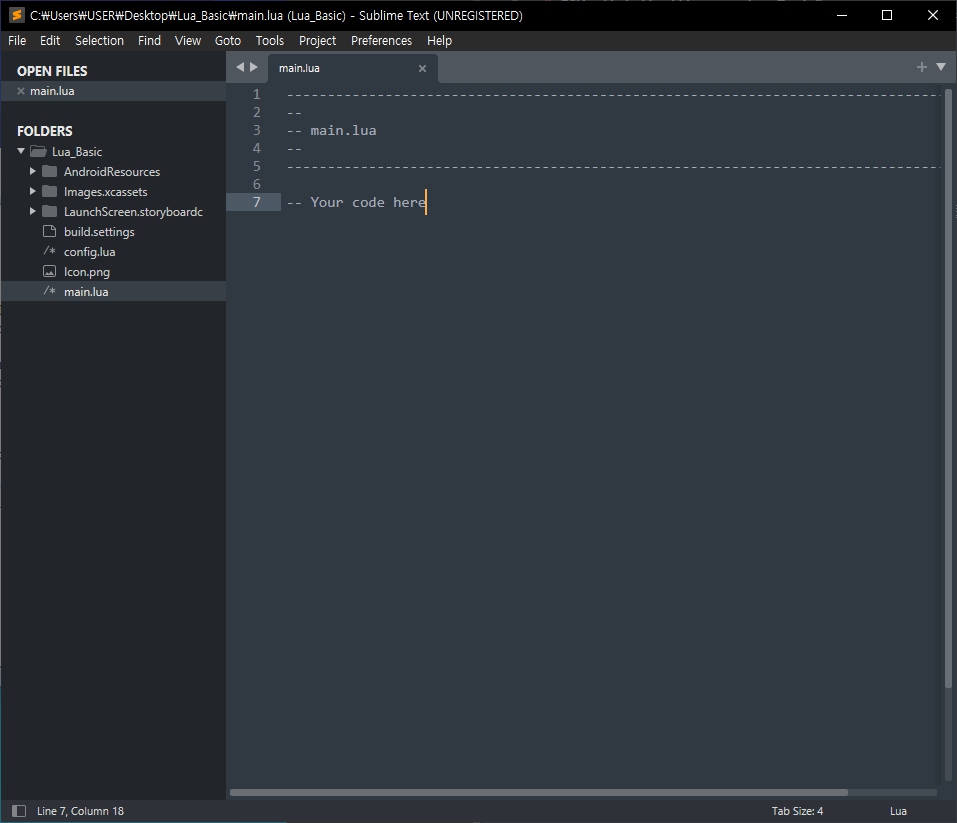 C:₩Users₩USER₩Desktop₩Lua_Basic₩main.lua (Lua_Basic) - Sublime Text (UNREGISTERED)
File Edit Selection Find View Goto Tools Project Preferences Help
OPEN FILES
main.lua
FOLDERS
Lua_Basic
AndroidResources
Images.xcassets
LaunchScreen.storyboardc
build.settings
/* config.lua
Icon.png
/* main.lua
main.lua
1 --------------------------------------------------------------------------------
2 --
3 -- main.lua
4 --
5 --------------------------------------------------------------------------------
6
7 -- Your code here
Line 7, Column 18
Tab Size: 4
Lua